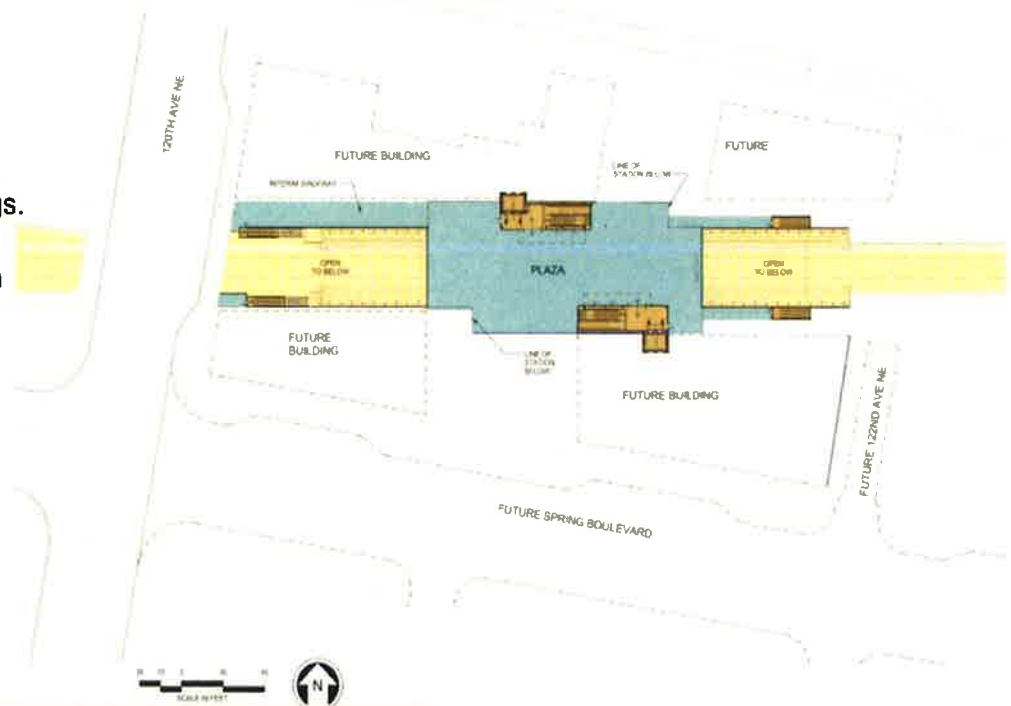 120TH AVE NE
FUTURE BUILDING
FUTURE
INTERIM WALKWAY
LINE OF
STATION BELOW
gs.
OPEN
TO BELOW
PLAZA
OPEN
TO BELOW
FUTURE
BUILDING
LINE OF
STATION
BELOW
FUTURE BUILDING
FUTURE 122ND AVE NE
FUTURE SPRING BOULEVARD
SCALE IN FEET
N